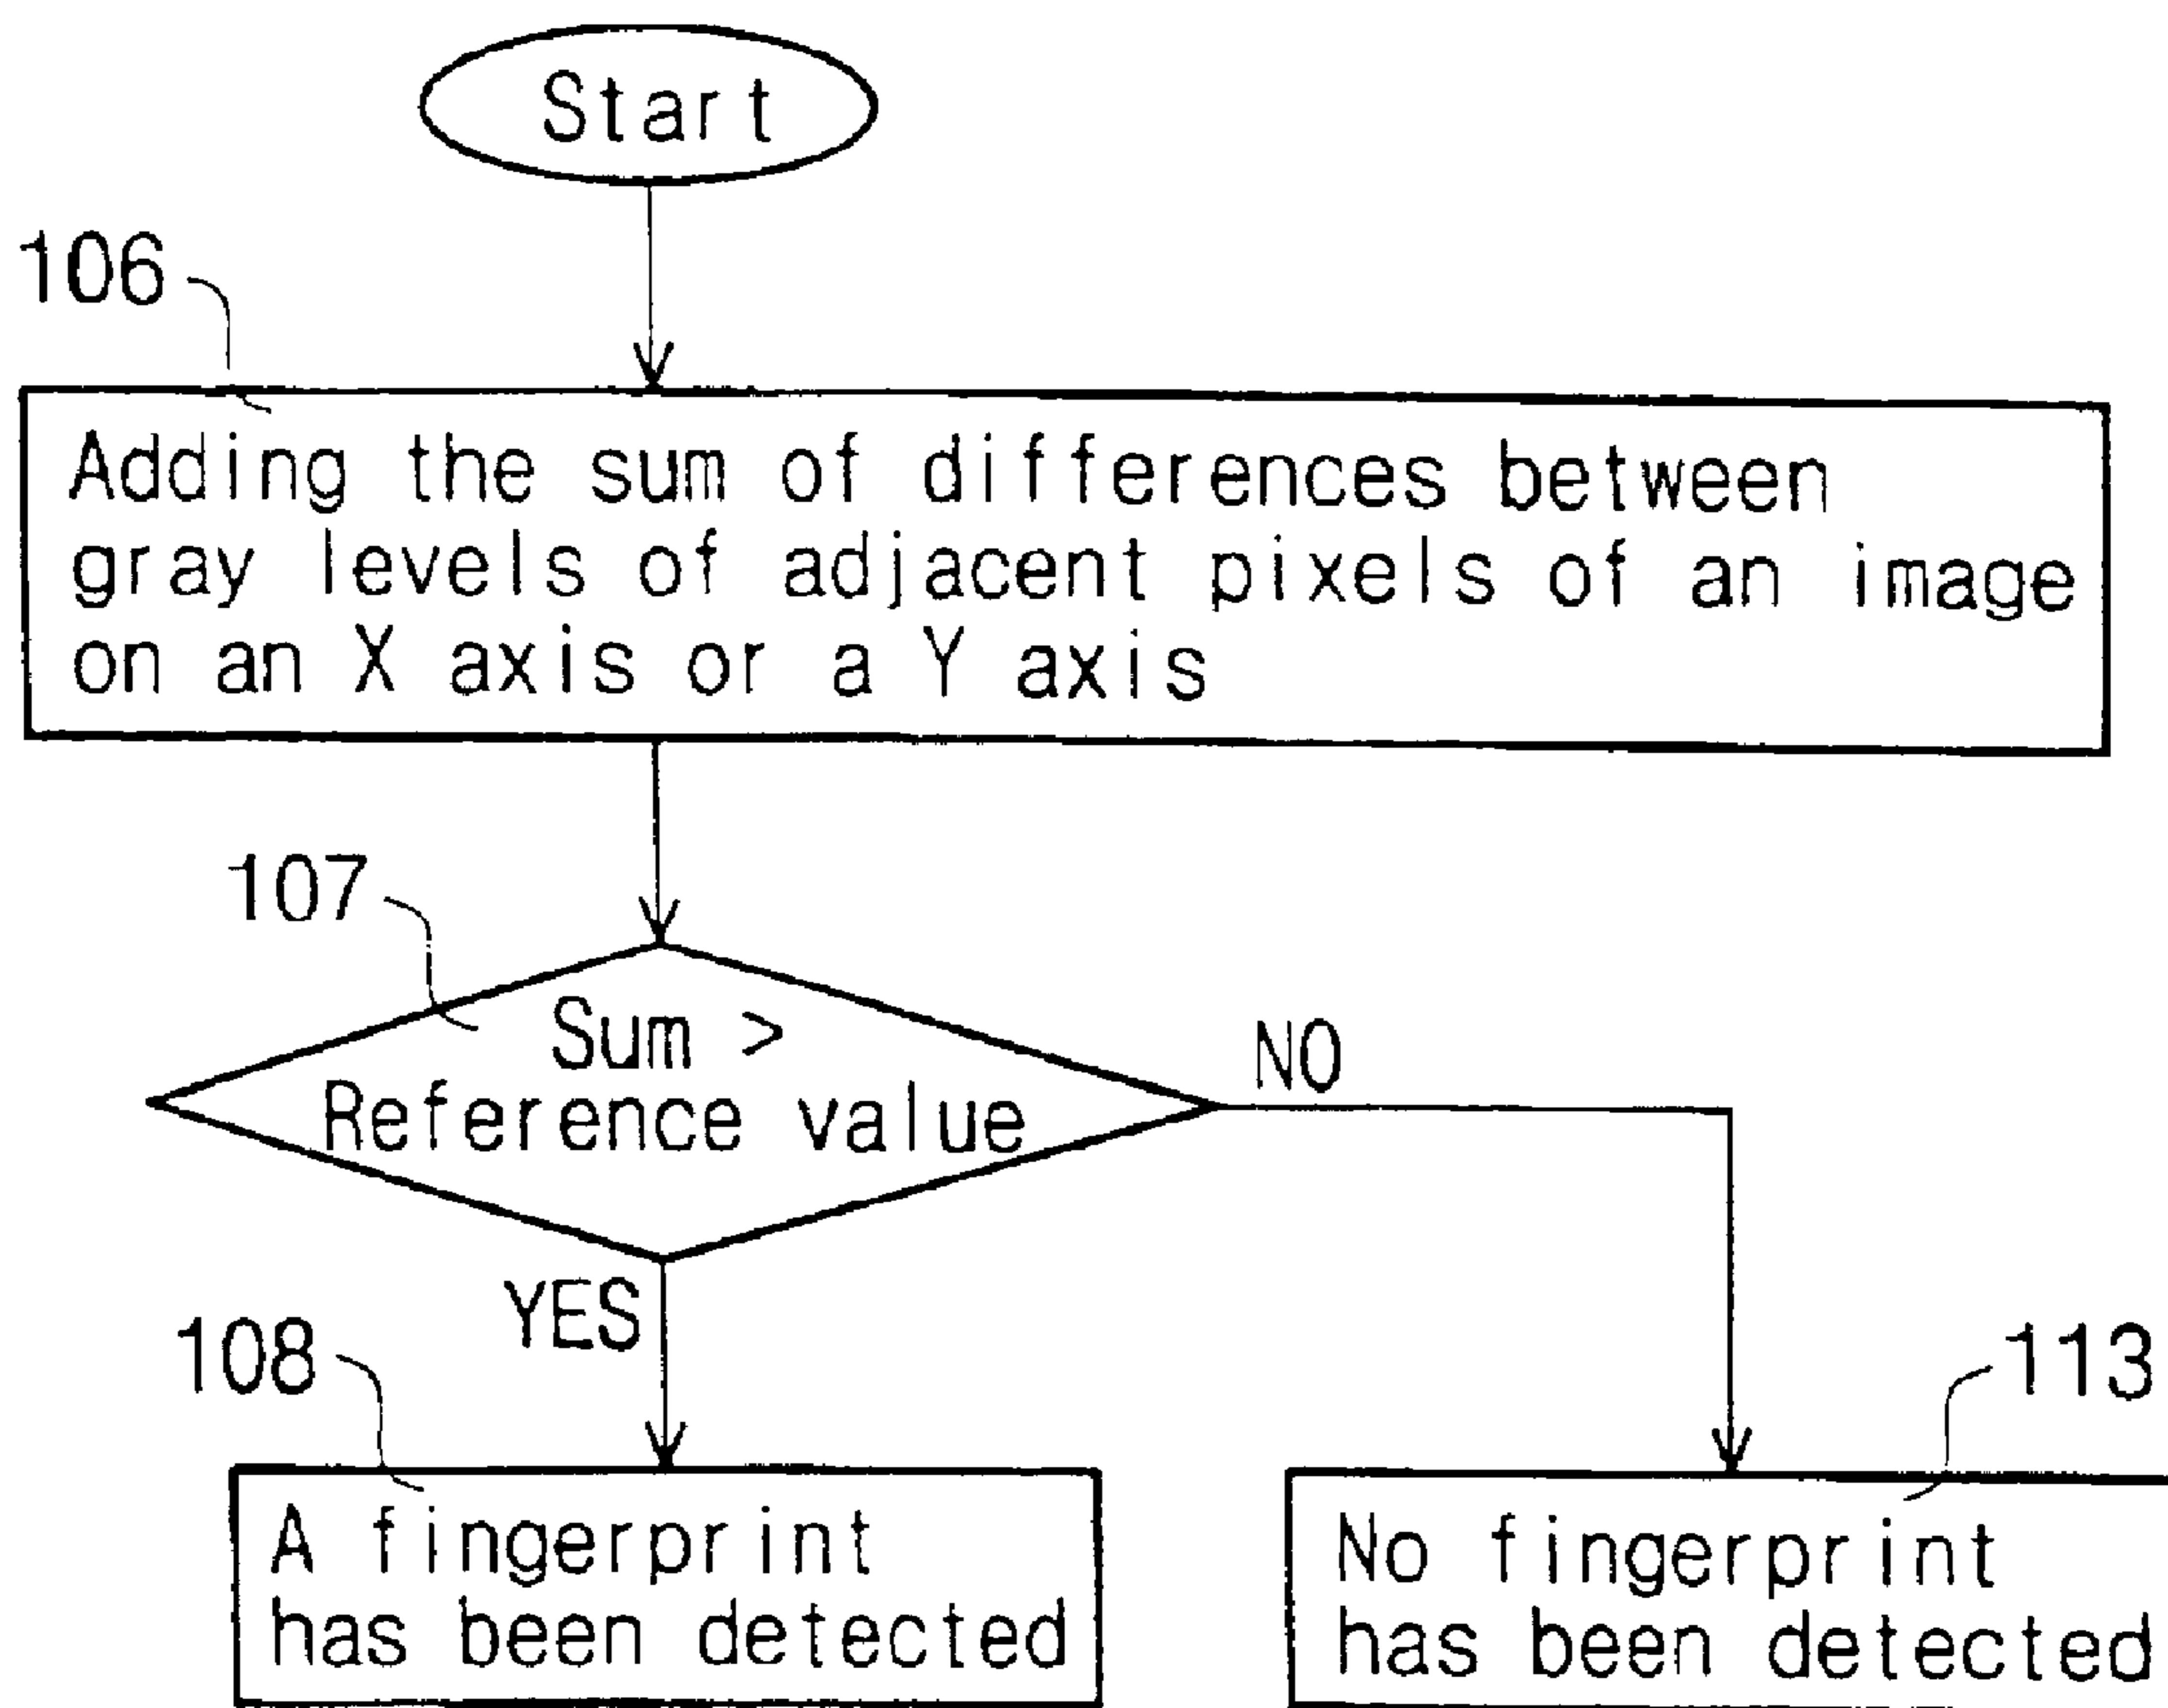 Start
106
Adding the sum of differences between
gray levels of adjacent pixels of an image
on an X axis or a Y axis
107
Sum >
Reference value
NO
YES
108
113
A fingerprint
has been detected
No fingerprint
has been detected